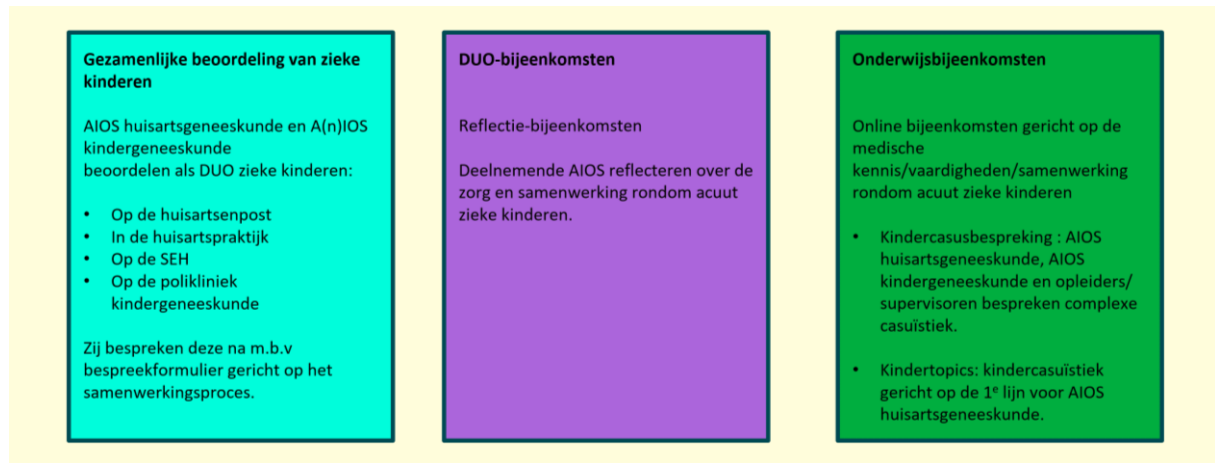 Gezamenlijke beoordeling van zieke
kinderen
AIOS huisartsgeneeskunde en A(n)IOS
kindergeneeskunde
beoordelen als DUO zieke kinderen:
• Op de huisartsenpost
• In de huisartspraktijk
• Op de SEH
• Op de polikliniek
kindergeneeskunde
Zij bespreken deze na m.b.v
bespreekformulier gericht op het
samenwerkingsproces.
DUO-bijeenkomsten
Reflectie-bijeenkomsten
Deelnemende AIOS reflecteren over de
zorg en samenwerking rondom acuut
zieke kinderen.
Onderwijsbijeenkomsten
Online bijeenkomsten gericht op de
medische
kennis/vaardigheden/samenwerking
rondom acuut zieke kinderen
• Kindercasusbespreking : AIOS
huisartsgeneeskunde, AIOS
kindergeneeskunde en opleiders/
supervisoren bespreken complexe
casuïstiek.
• Kindertopics: kindercasuïstiek
gericht op de 1ᵉ lijn voor AIOS
huisartsgeneeskunde.